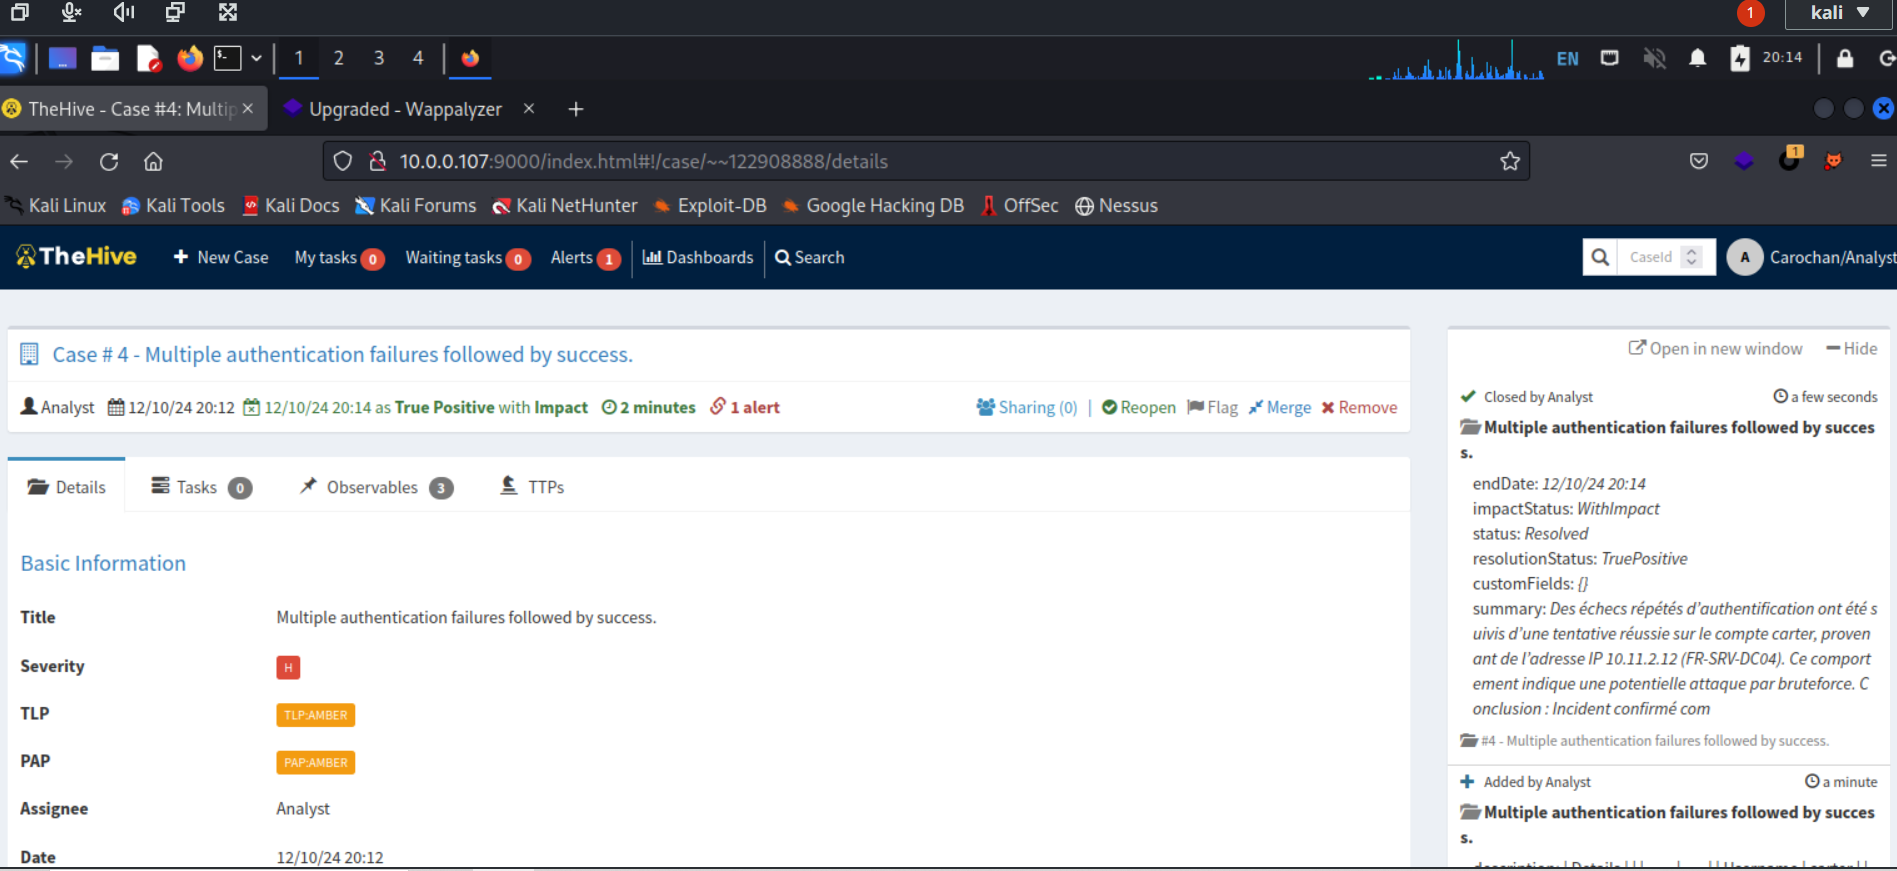 1 kali
1 2 3 4 EN 20:14
TheHive - Case #4: Multip Upgraded - Wappalyzer
10.0.0.107:9000/index.html#!/case/~~122908888/details 1
Kali Linux Kali Tools Kali Docs Kali Forums Kali NetHunter Exploit-DB Google Hacking DB OffSec Nessus
TheHive + New Case My tasks 0 Waiting tasks 0 Alerts 1 Dashboards Search CaseId A Carochan/Analyst
Case # 4 - Multiple authentication failures followed by success.
Analyst 12/10/24 20:12 12/10/24 20:14 as True Positive with Impact 2 minutes 1 alert Sharing (0) | Reopen Flag Merge Remove
Details Tasks 0 Observables 3 TTPs
Basic Information
Title Multiple authentication failures followed by success.
Severity H
TLP TLP:AMBER
PAP PAP:AMBER
Assignee Analyst
Date 12/10/24 20:12
Open in new window Hide
Closed by Analyst a few seconds
Multiple authentication failures followed by succes
s.
endDate: 12/10/24 20:14
impactStatus: WithImpact
status: Resolved
resolutionStatus: TruePositive
customFields: {}
summary: Des échecs répétés d’authentification ont été s
uivis d’une tentative réussie sur le compte carter, proven
ant de l’adresse IP 10.11.2.12 (FR-SRV-DC04). Ce comport
ement indique une potentielle attaque par bruteforce. C
onclusion : Incident confirmé com
#4 - Multiple authentication failures followed by success.
Added by Analyst a minute
Multiple authentication failures followed by succes
s.